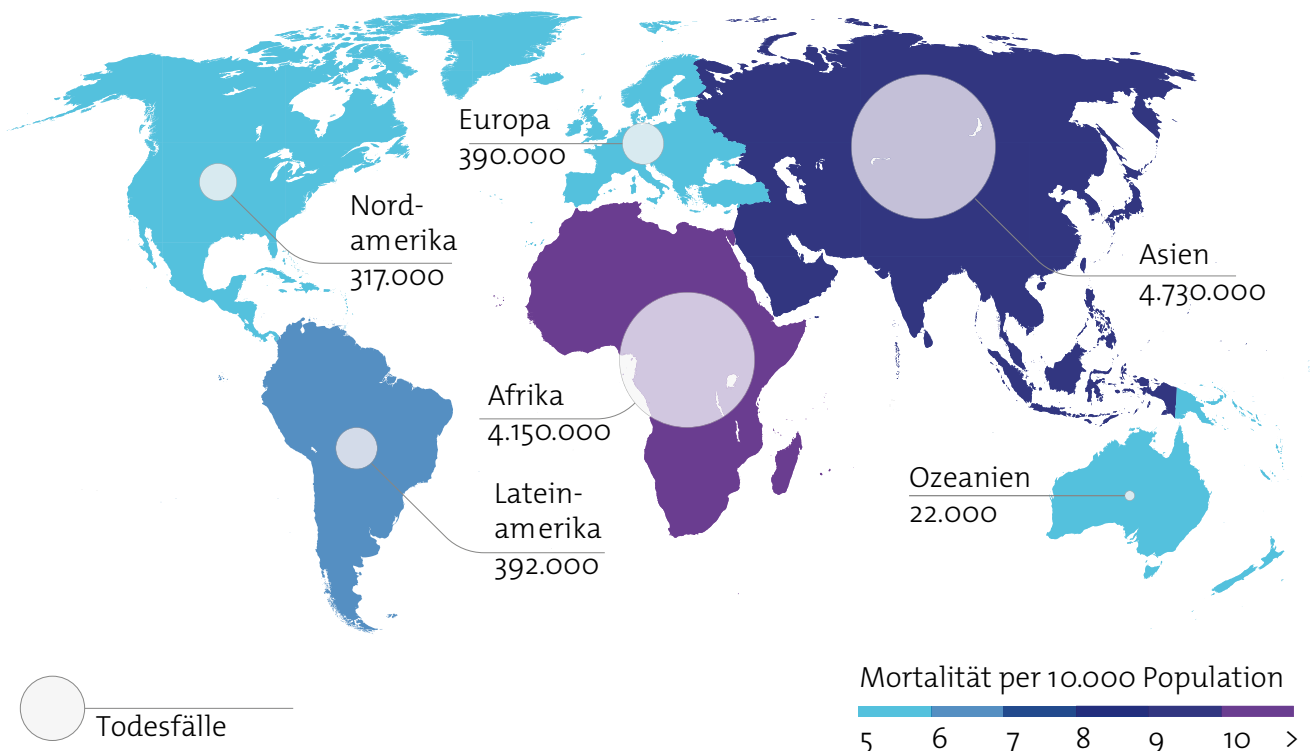 Europa
390.000
Nord-
amerika
317.000
Asien
4.730.000
Afrika
4.150.000
Latein-
amerika
392.000
Ozeanien
22.000
Mortalität per 10.000 Population
5 6 7 8 9 10 >
Todesfälle